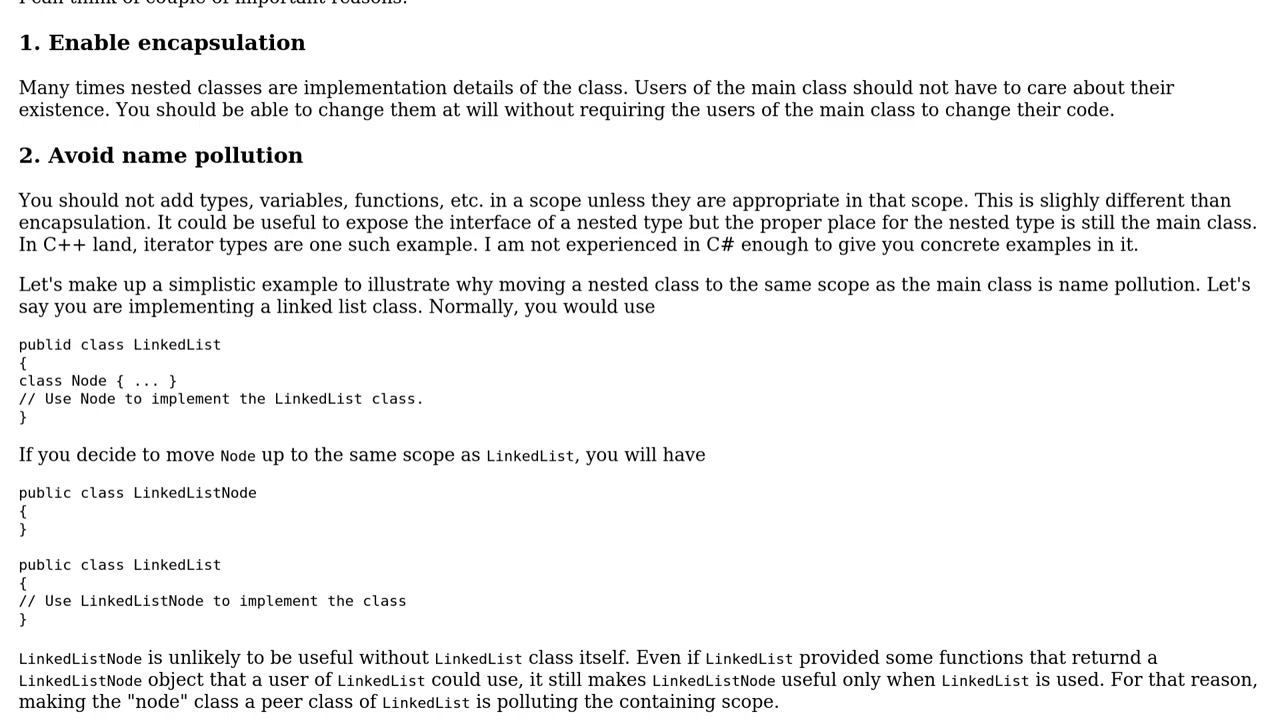 I can think of couple of important reasons.
1. Enable encapsulation
Many times nested classes are implementation details of the class. Users of the main class should not have to care about their
existence. You should be able to change them at will without requiring the users of the main class to change their code.
2. Avoid name pollution
You should not add types, variables, functions, etc. in a scope unless they are appropriate in that scope. This is slighly different than
encapsulation. It could be useful to expose the interface of a nested type but the proper place for the nested type is still the main class.
In C++ land, iterator types are one such example. I am not experienced in C# enough to give you concrete examples in it.
Let's make up a simplistic example to illustrate why moving a nested class to the same scope as the main class is name pollution. Let's
say you are implementing a linked list class. Normally, you would use
publid class LinkedList
{
class Node { ... }
// Use Node to implement the LinkedList class.
}
If you decide to move Node up to the same scope as LinkedList, you will have
public class LinkedListNode
{
}
public class LinkedList
{
// Use LinkedListNode to implement the class
}
LinkedListNode is unlikely to be useful without LinkedList class itself. Even if LinkedList provided some functions that returnd a
LinkedListNode object that a user of LinkedList could use, it still makes LinkedListNode useful only when LinkedList is used. For that reason,
making the "node" class a peer class of LinkedList is polluting the containing scope.